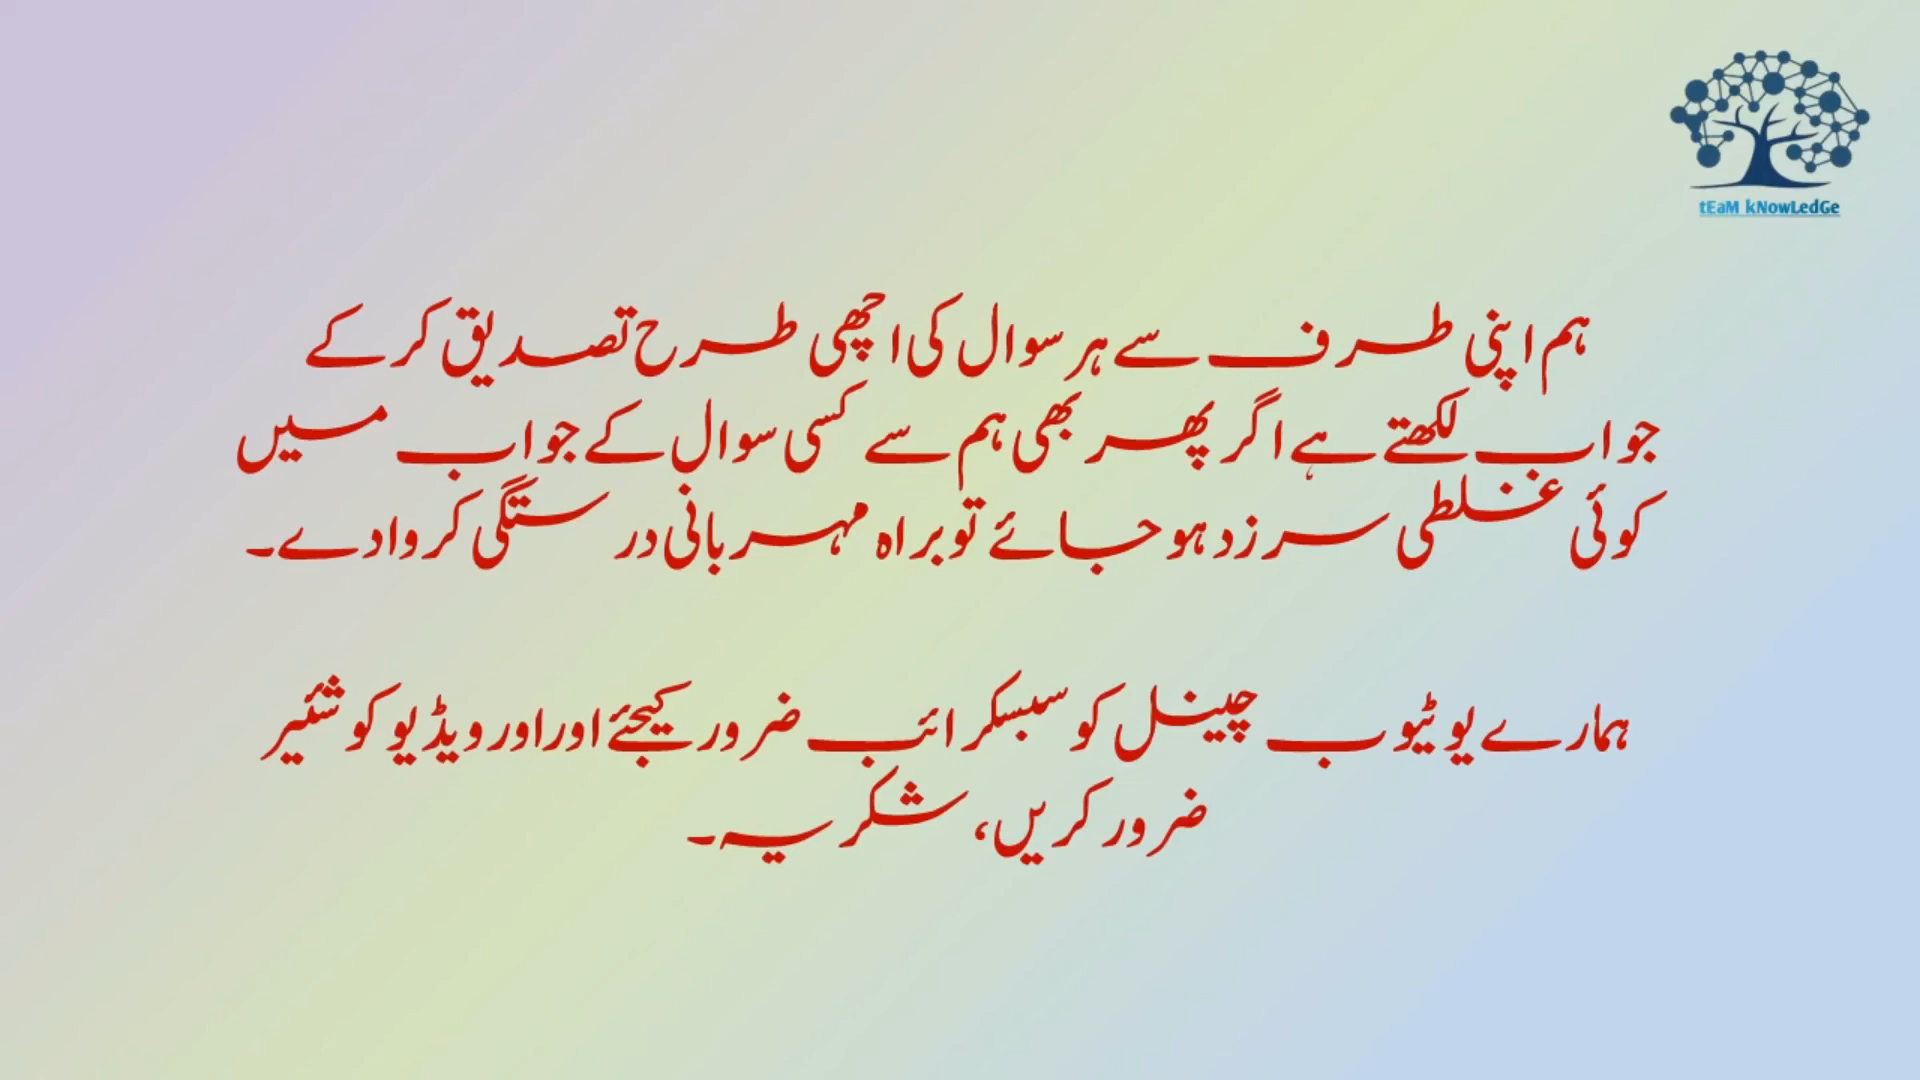 tEaM kNowLedGe
ہم اپنی طرف سے ہر سوال کی اچھی طرح تصدیق کر کے
جواب لکھتے ہے اگر پھر بھی ہم سے کسی سوال کے جواب میں
کوئی غلطی سرزد ہو جائے تو براہ مہربانی درستگی کروا دے۔
ہمارے یوٹیوب چینل کو سبسکرائب ضرور کیجئے اور اور ویڈیو کو شئیر
ضرور کریں، شکریہ۔